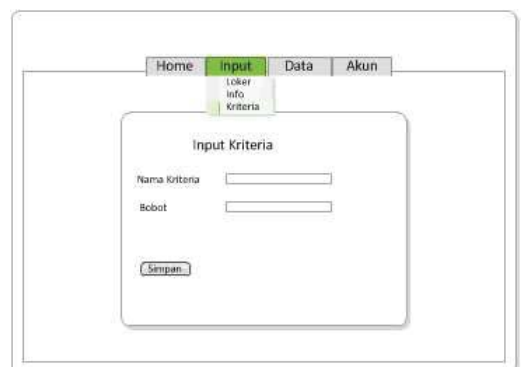 Home Input Data Akun
Loker
Info
Kriteria
Input Kriteria
Nama Kriteria
Bobot
Simpan